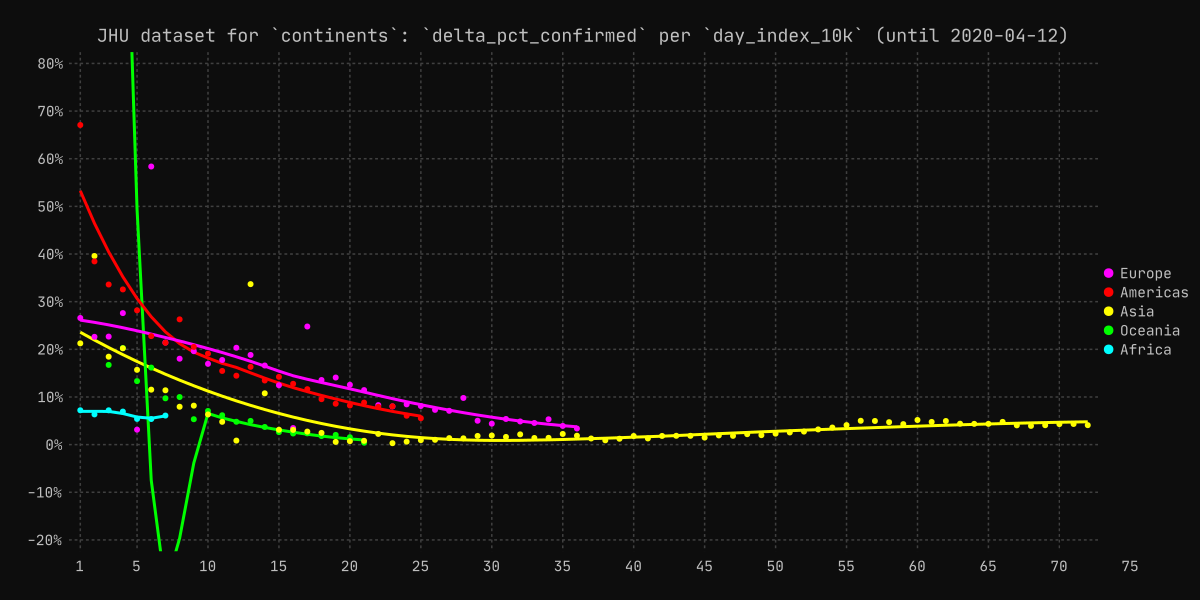 JHU dataset for `continents`: `delta_pct_confirmed` per `day_index_10k` (until 2020-04-12)
80%
70%
60%
50%
40%
30%
20%
10%
0%
-10%
-20%
1 5 10 15 20 25 30 35 40 45 50 55 60 65 70 75
Europe
Americas
Asia
Oceania
Africa